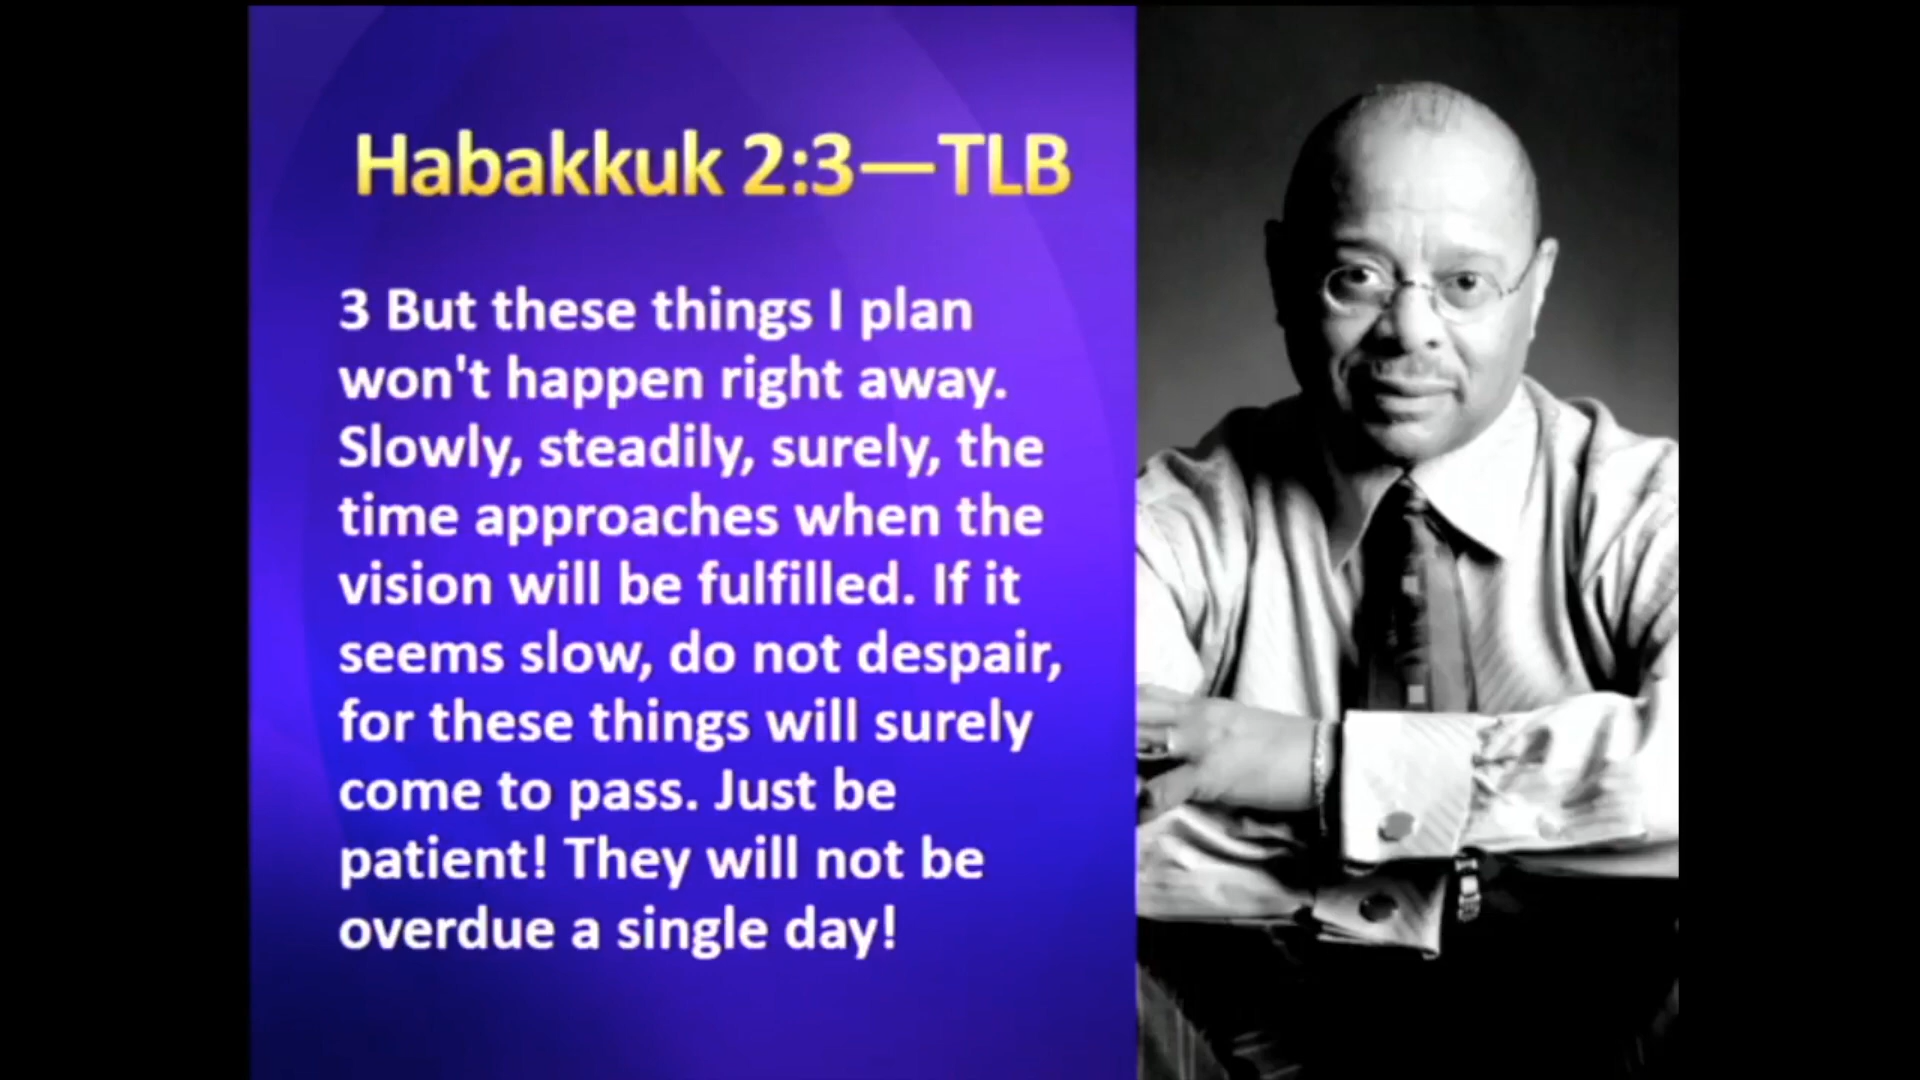 Habakkuk 2:3—TLB
3 But these things I plan
won't happen right away.
Slowly, steadily, surely, the
time approaches when the
vision will be fulfilled. If it
seems slow, do not despair,
for these things will surely
come to pass. Just be
patient! They will not be
overdue a single day!